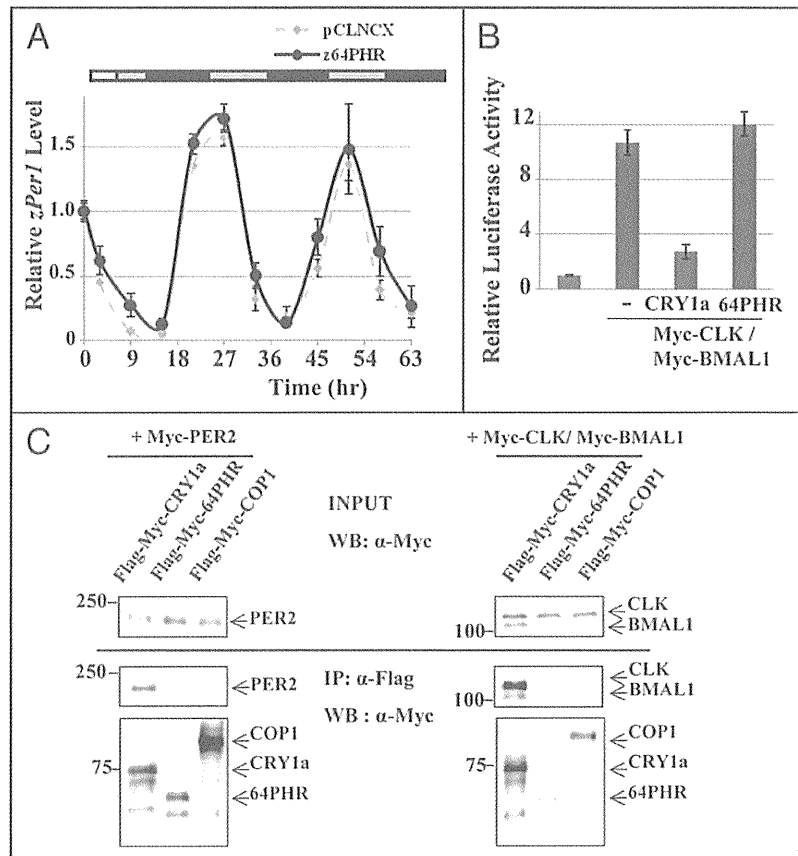 A
pCLNCX
z64PHR
Relative zPer1 Level
1.5
1.0
0.5
0
0 9 18 27 36 45 54 63
Time (hr)
B
Relative Luciferase Activity
12
8
4
0
-- CRY1a 64PHR
Myc-CLK /
Myc-BMAL1
C
+ Myc-PER2
Flag-Myc-CRY1a
Flag-Myc-64PHR
Flag-Myc-COP1
INPUT
WB: α-Myc
+ Myc-CLK/ Myc-BMAL1
Flag-Myc-CRY1a
Flag-Myc-64PHR
Flag-Myc-COP1
250
PER2
100
CLK
BMAL1
250
PER2
IP: α-Flag
WB : α-Myc
100
CLK
BMAL1
75
COP1
CRY1a
64PHR
75
COP1
CRY1a
64PHR